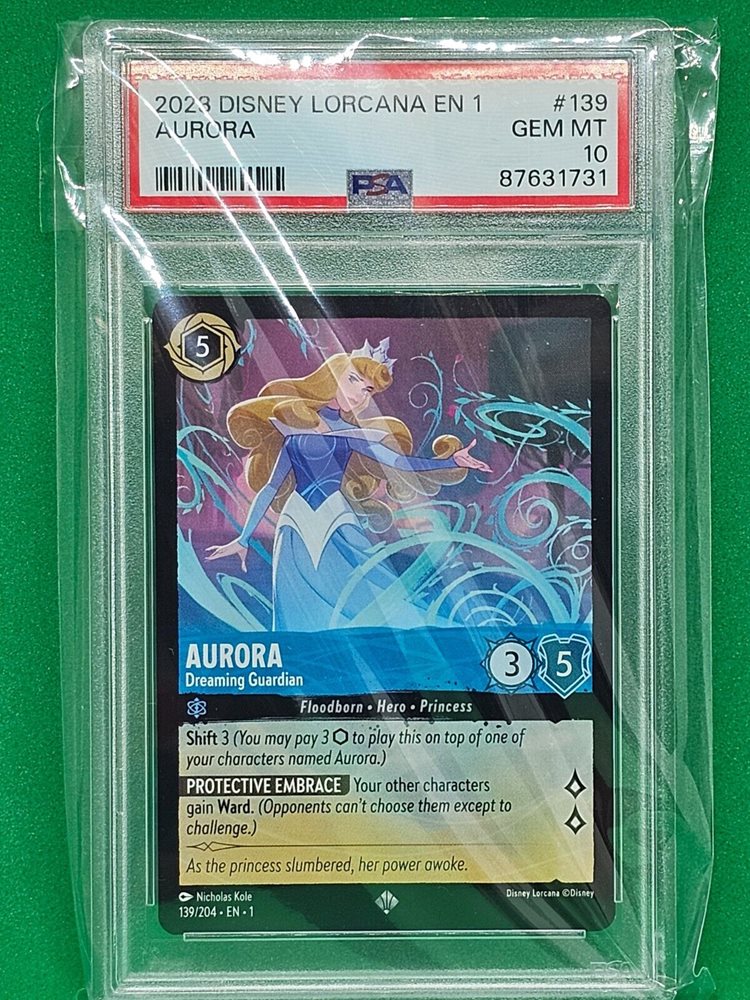 2023 DISNEY LORCANA EN 1 #139
AURORA GEM MT
10
PSA 87631731
5
AURORA
Dreaming Guardian
3 5
Floodborn • Hero • Princess
Shift 3 (You may pay 3 ⬡ to play this on top of one of
your characters named Aurora.)
PROTECTIVE EMBRACE Your other characters
gain Ward. (Opponents can't choose them except to
challenge.)
As the princess slumbered, her power awoke.
Nicholas Kole Disney Lorcana ©Disney
139/204 • EN • 1